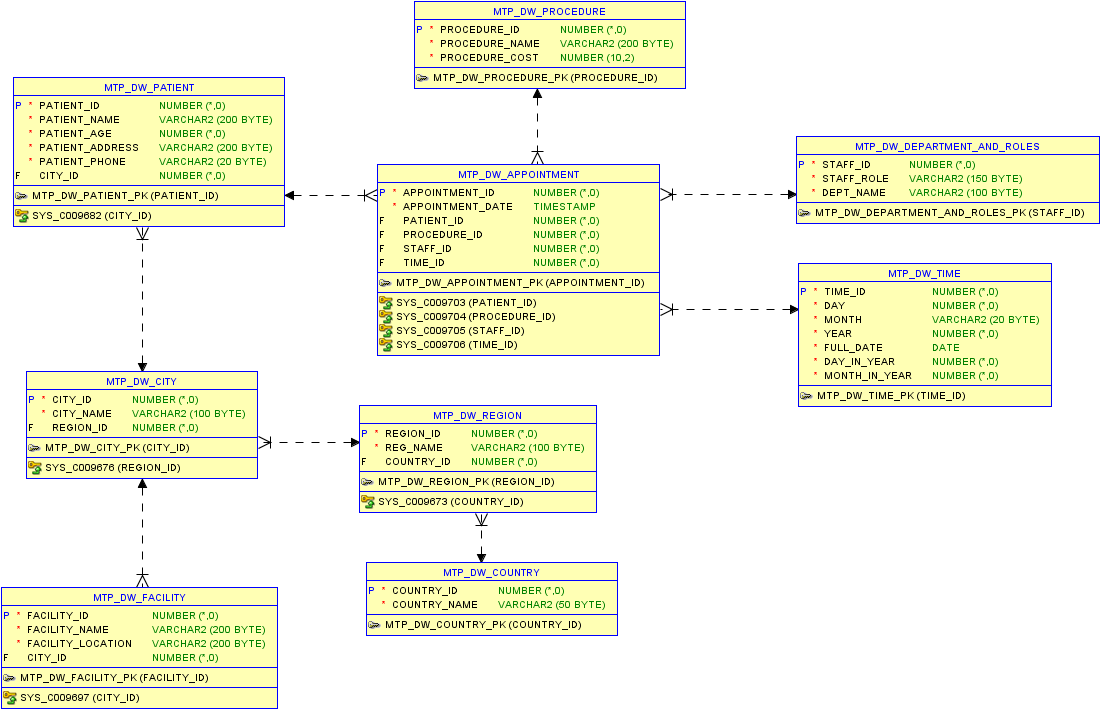 MTP_DW_PROCEDURE
P * PROCEDURE_ID NUMBER (*,0)
* PROCEDURE_NAME VARCHAR2 (200 BYTE)
* PROCEDURE_COST NUMBER (10,2)
MTP_DW_PROCEDURE_PK (PROCEDURE_ID)
MTP_DW_PATIENT
P * PATIENT_ID NUMBER (*,0)
* PATIENT_NAME VARCHAR2 (200 BYTE)
* PATIENT_AGE NUMBER (*,0)
* PATIENT_ADDRESS VARCHAR2 (200 BYTE)
* PATIENT_PHONE VARCHAR2 (20 BYTE)
F CITY_ID NUMBER (*,0)
MTP_DW_PATIENT_PK (PATIENT_ID)
SYS_C009682 (CITY_ID)
MTP_DW_APPOINTMENT
P * APPOINTMENT_ID NUMBER (*,0)
* APPOINTMENT_DATE TIMESTAMP
F PATIENT_ID NUMBER (*,0)
F PROCEDURE_ID NUMBER (*,0)
F STAFF_ID NUMBER (*,0)
F TIME_ID NUMBER (*,0)
MTP_DW_APPOINTMENT_PK (APPOINTMENT_ID)
SYS_C009703 (PATIENT_ID)
SYS_C009704 (PROCEDURE_ID)
SYS_C009705 (STAFF_ID)
SYS_C009706 (TIME_ID)
MTP_DW_DEPARTMENT_AND_ROLES
P * STAFF_ID NUMBER (*,0)
* STAFF_ROLE VARCHAR2 (150 BYTE)
* DEPT_NAME VARCHAR2 (100 BYTE)
MTP_DW_DEPARTMENT_AND_ROLES_PK (STAFF_ID)
MTP_DW_TIME
P * TIME_ID NUMBER (*,0)
* DAY NUMBER (*,0)
* MONTH VARCHAR2 (20 BYTE)
* YEAR NUMBER (*,0)
* FULL_DATE DATE
* DAY_IN_YEAR NUMBER (*,0)
* MONTH_IN_YEAR NUMBER (*,0)
MTP_DW_TIME_PK (TIME_ID)
MTP_DW_CITY
P * CITY_ID NUMBER (*,0)
* CITY_NAME VARCHAR2 (100 BYTE)
F REGION_ID NUMBER (*,0)
MTP_DW_CITY_PK (CITY_ID)
SYS_C009676 (REGION_ID)
MTP_DW_REGION
P * REGION_ID NUMBER (*,0)
* REG_NAME VARCHAR2 (100 BYTE)
F COUNTRY_ID NUMBER (*,0)
MTP_DW_REGION_PK (REGION_ID)
SYS_C009673 (COUNTRY_ID)
MTP_DW_COUNTRY
P * COUNTRY_ID NUMBER (*,0)
* COUNTRY_NAME VARCHAR2 (50 BYTE)
MTP_DW_COUNTRY_PK (COUNTRY_ID)
MTP_DW_FACILITY
P * FACILITY_ID NUMBER (*,0)
* FACILITY_NAME VARCHAR2 (200 BYTE)
* FACILITY_LOCATION VARCHAR2 (200 BYTE)
F CITY_ID NUMBER (*,0)
MTP_DW_FACILITY_PK (FACILITY_ID)
SYS_C009697 (CITY_ID)